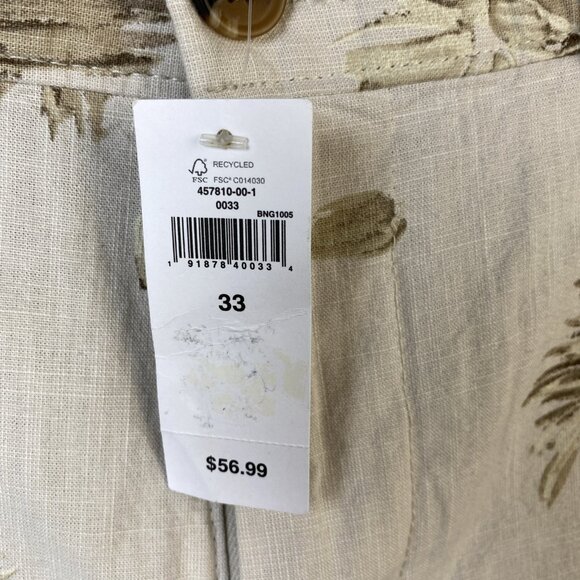 RECYCLED
FSC
FSC® C014030
457810-00-1
0033
BNG1005
1 91878 40033 4
33
$56.99